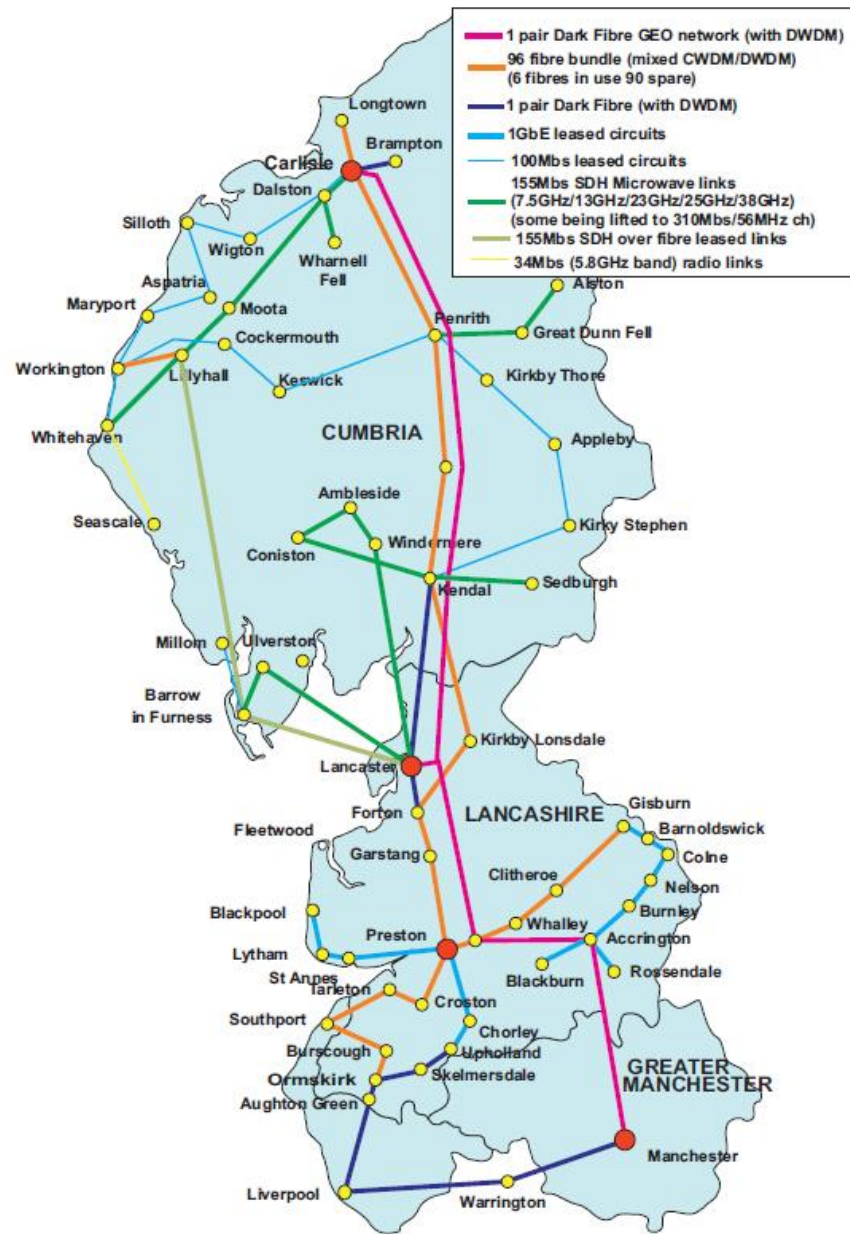 1 pair Dark Fibre GEO network (with DWDM)
96 fibre bundle (mixed CWDM/DWDM)
(6 fibres in use 90 spare)
1 pair Dark Fibre (with DWDM)
1GbE leased circuits
100Mbs leased circuits
155Mbs SDH Microwave links
(7.5GHz/13GHz/23GHz/25GHz/38GHz)
(some being lifted to 310Mbs/56MHz ch)
155Mbs SDH over fibre leased links
34Mbs (5.8GHz band) radio links
Longtown
Brampton
Carlisle
Dalston
Silloth
Wigton
Wharnell
Fell
Aspatria
Alston
Maryport
Moota
Penrith
Great Dunn Fell
Cockermouth
Workington
Lillyhall
Keswick
Kirkby Thore
Whitehaven
CUMBRIA
Appleby
Ambleside
Seascale
Windermere
Kirky Stephen
Coniston
Kendal
Sedburgh
Millom
Ulverston
Barrow
in Furness
Kirkby Lonsdale
Lancaster
Forton
LANCASHIRE
Gisburn
Fleetwood
Barnoldswick
Garstang
Colne
Clitheroe
Nelson
Blackpool
Burnley
Whalley
Preston
Accrington
Lytham
St Annes
Blackburn
Rossendale
Tarleton
Croston
Southport
Chorley
Burscough
Upholland
Skelmersdale
GREATER
MANCHESTER
Ormskirk
Aughton Green
Manchester
Liverpool
Warrington